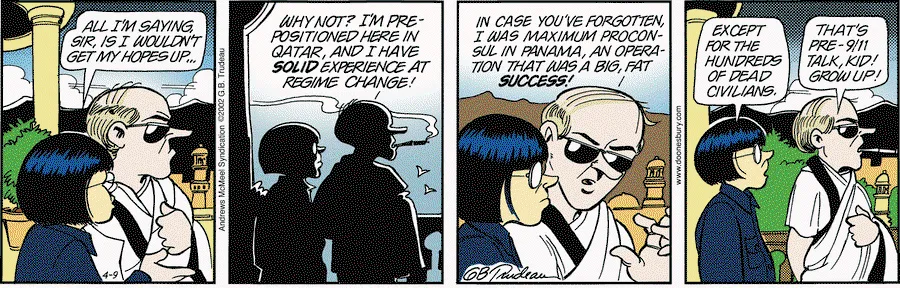 ALL I'M SAYING,
SIR, IS I WOULDN'T
GET MY HOPES UP...
4-9
Andrews McMeel Syndication ©2002 G.B. Trudeau
WHY NOT? I'M PRE-
POSITIONED HERE IN
QATAR, AND I HAVE
SOLID EXPERIENCE AT
REGIME CHANGE!
IN CASE YOU'VE FORGOTTEN,
I WAS MAXIMUM PROCON-
SUL IN PANAMA, AN OPERA-
TION THAT WAS A BIG, FAT
SUCCESS!
GB Trudeau
www.doonesbury.com
EXCEPT
FOR THE
HUNDREDS
OF DEAD
CIVILIANS.
THAT'S
PRE-9/11
TALK, KID!
GROW UP!